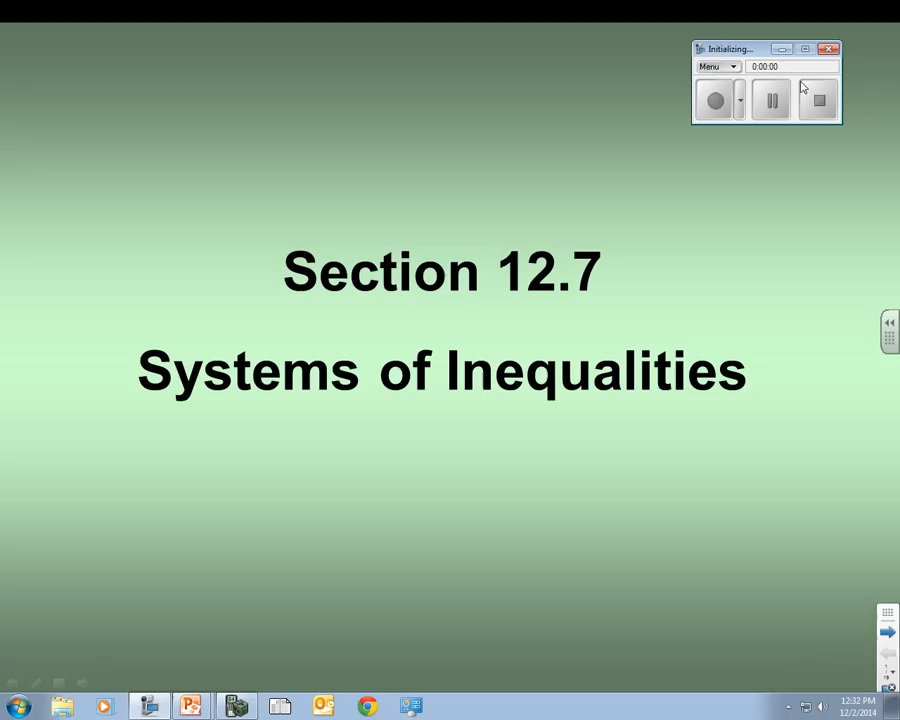 Initializing...
Menu 0:00:00
Section 12.7
Systems of Inequalities
12:32 PM
12/2/2014